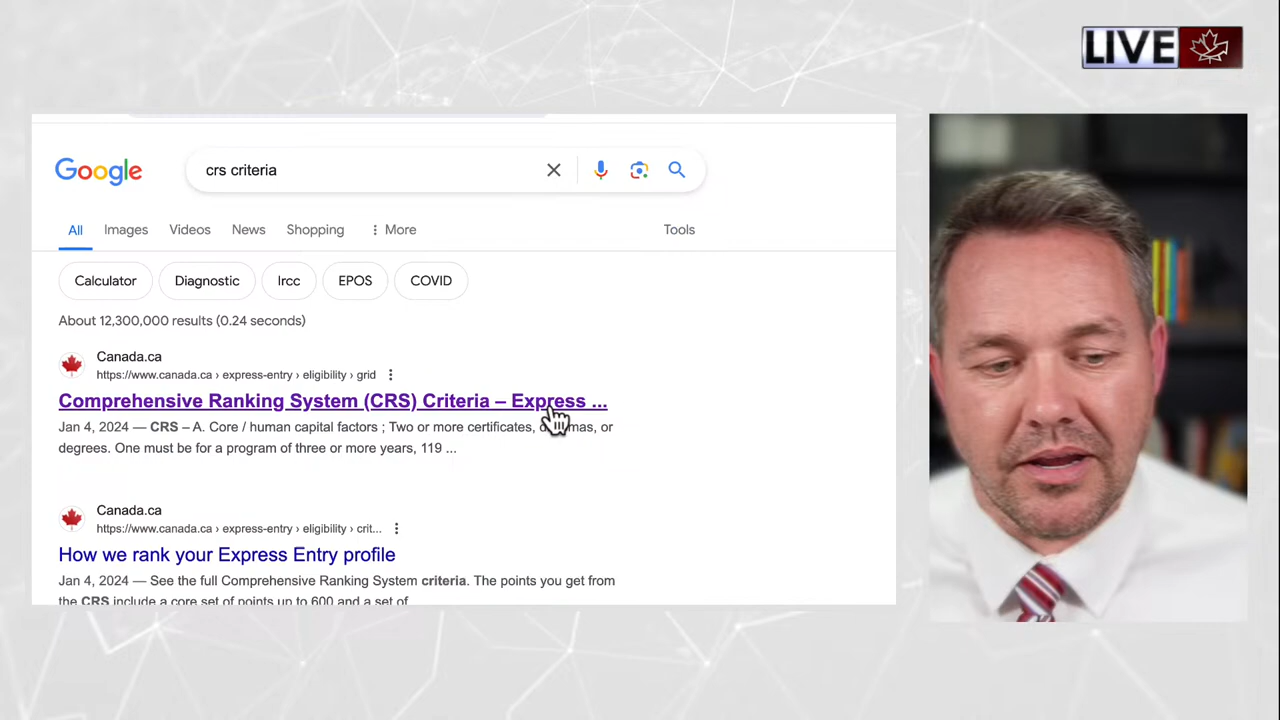 LIVE
Google
crs criteria
All Images Videos News Shopping More Tools
Calculator Diagnostic Ircc EPOS COVID
About 12,300,000 results (0.24 seconds)
Canada.ca
https://www.canada.ca › express-entry › eligibility › grid
Comprehensive Ranking System (CRS) Criteria – Express ...
Jan 4, 2024 — CRS – A. Core / human capital factors ; Two or more certificates, or
degrees. One must be for a program of three or more years, 119 ...
Canada.ca
https://www.canada.ca › express-entry › eligibility › crit...
How we rank your Express Entry profile
Jan 4, 2024 — See the full Comprehensive Ranking System criteria. The points you get from
the CRS include a core set of points up to 600 and a set of